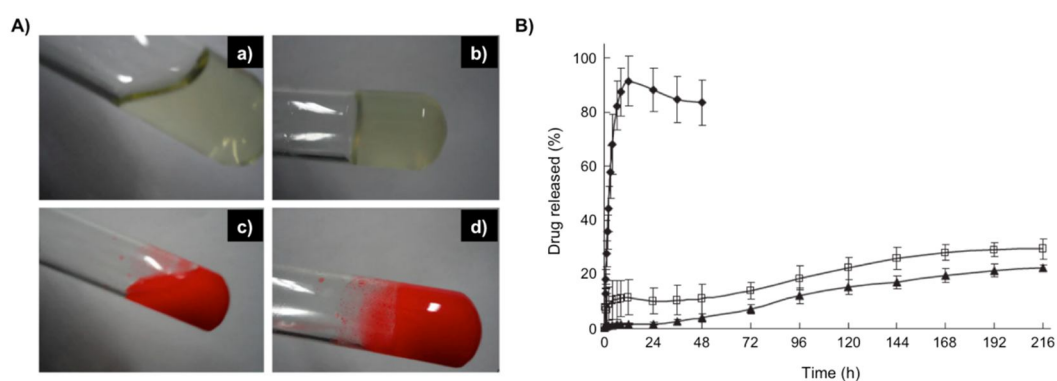 A)
a)
b)
c)
d)
B)
Drug released (%)
100
80
60
40
20
0
0 24 48 72 96 120 144 168 192 216
Time (h)